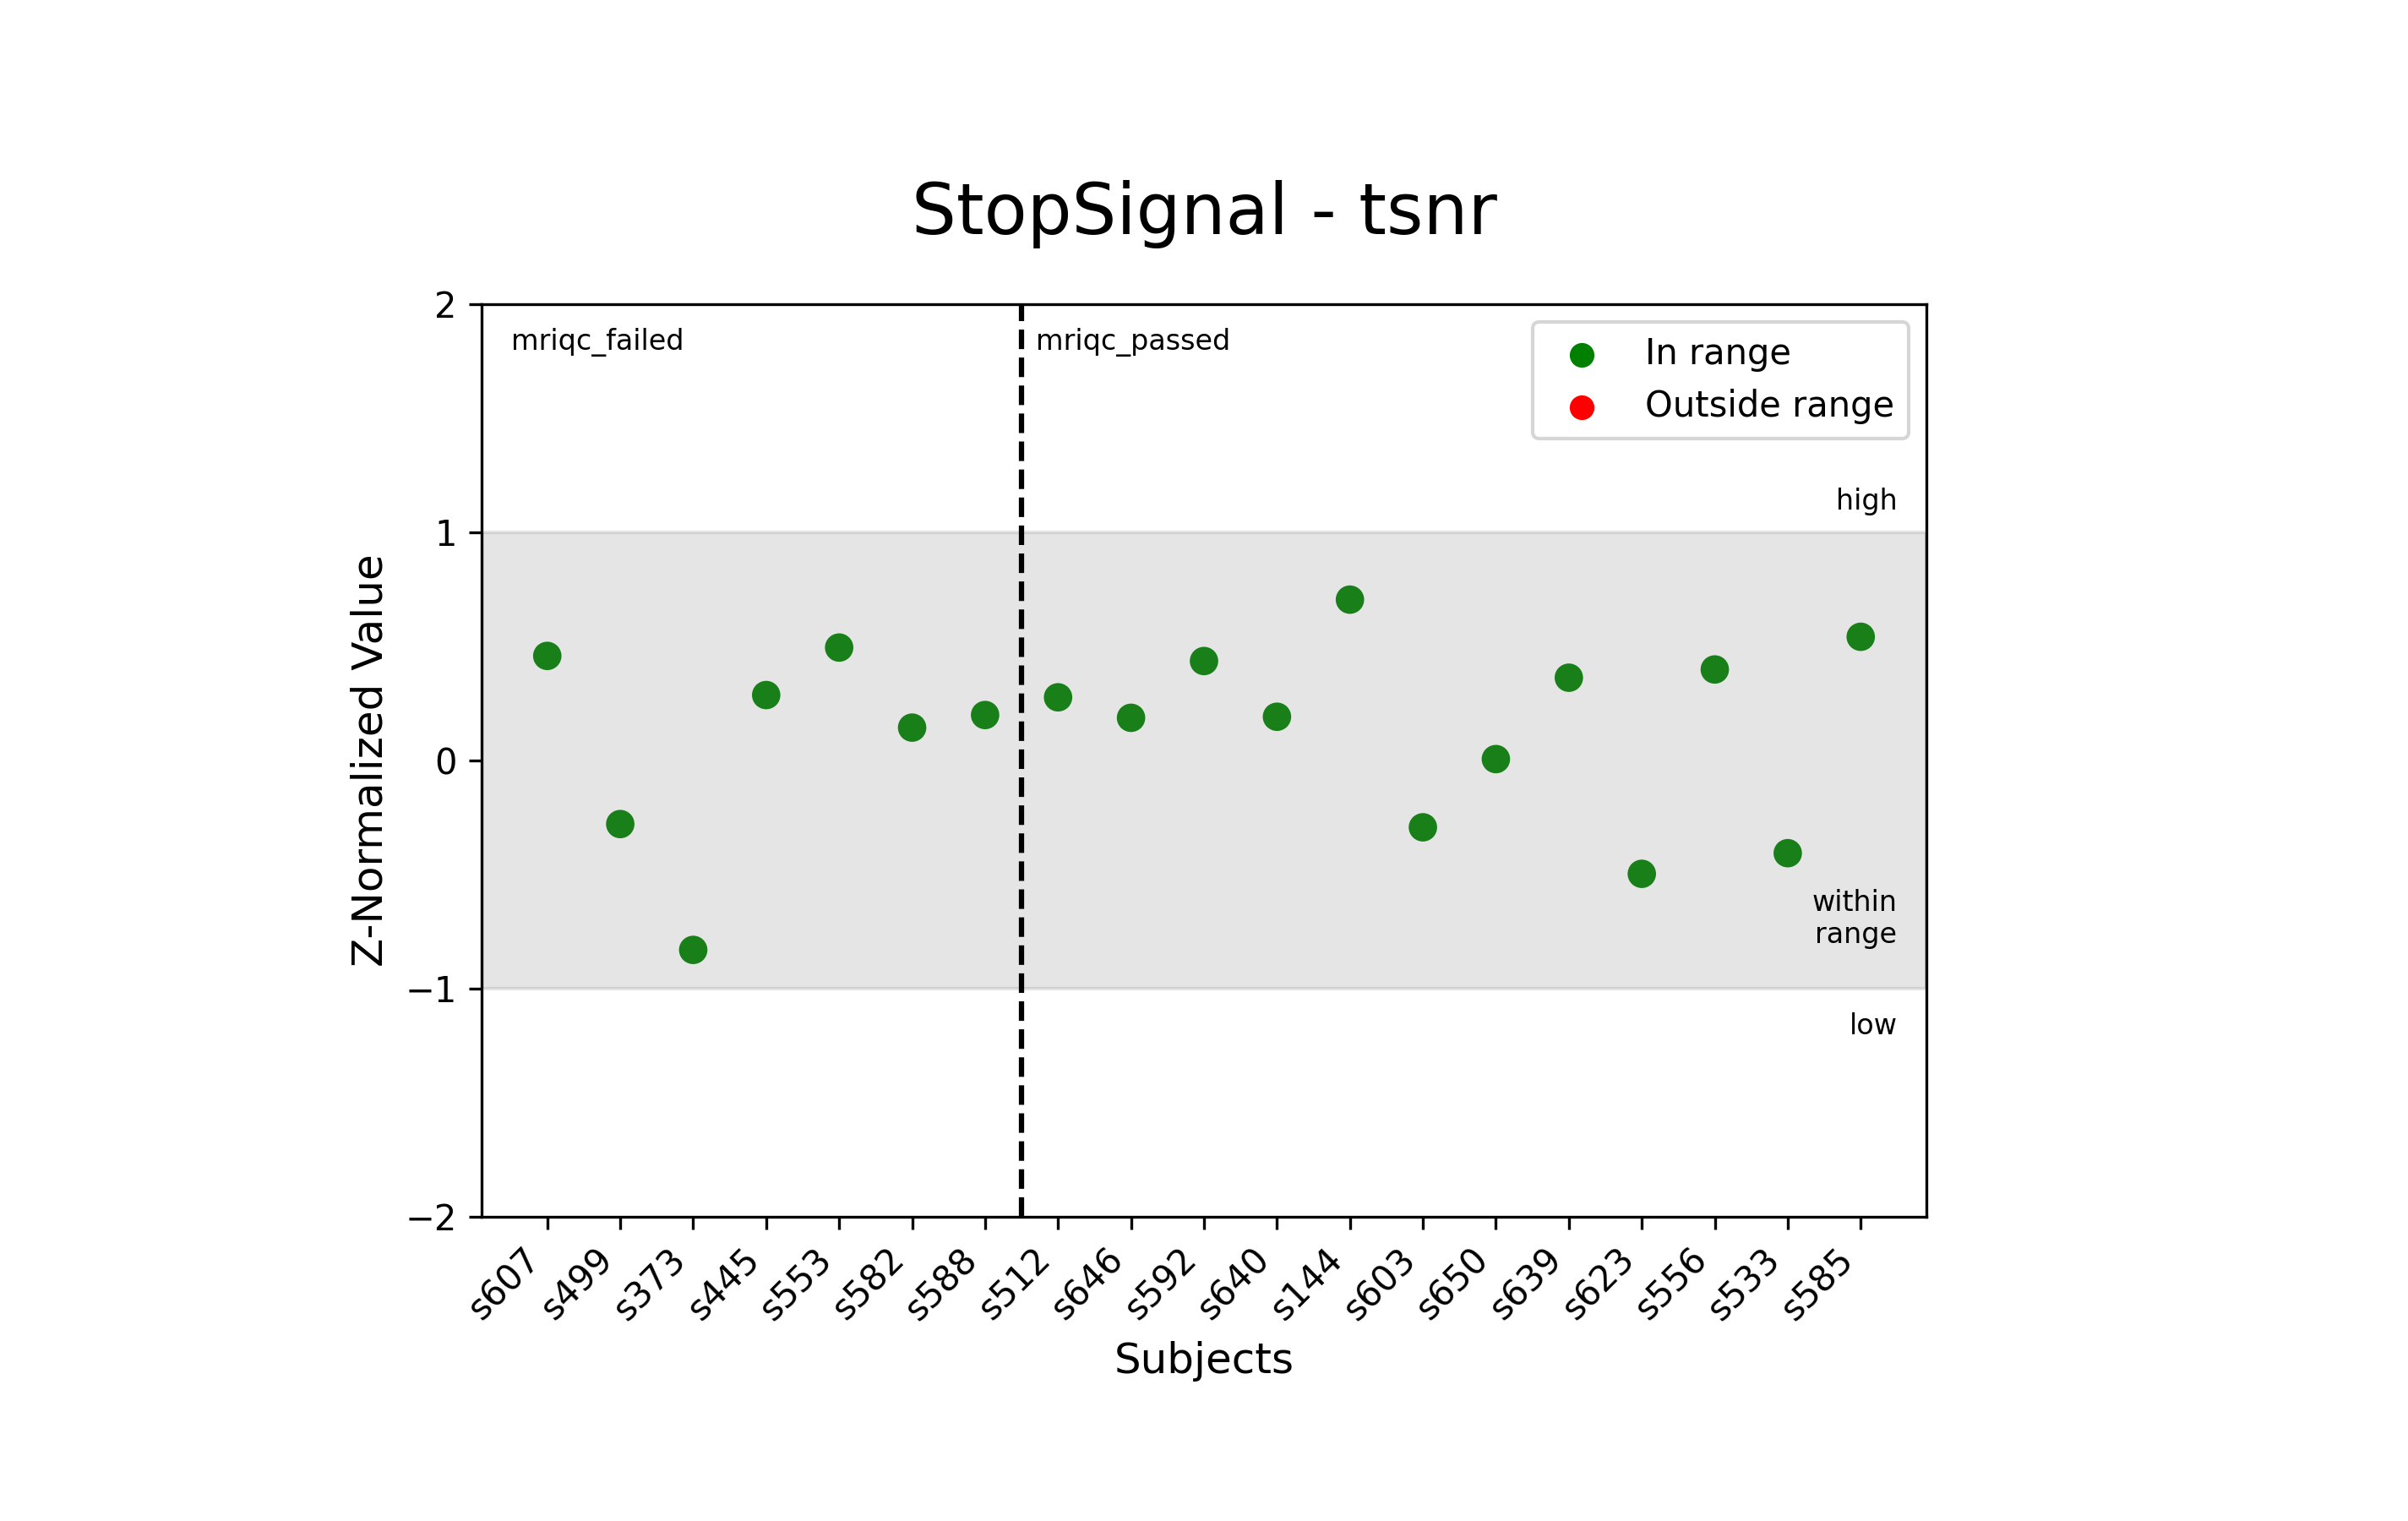 StopSignal - tsnr
mriqc_failed
mriqc_passed
In range
Outside range
high
within
range
low
Z-Normalized Value
2
1
0
−1
−2
s607
s499
s373
s445
s553
s582
s588
s512
s646
s592
s640
s144
s603
s650
s639
s623
s556
s533
s585
Subjects